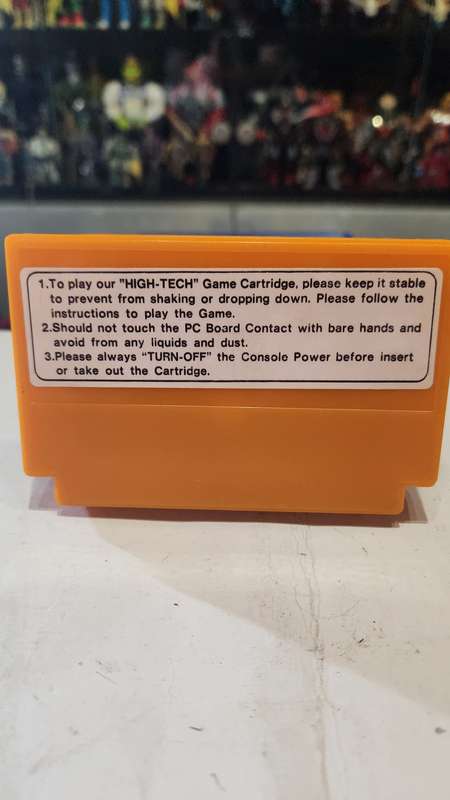 1.To play our "HIGH-TECH" Game Cartridge, please keep it stable
to prevent from shaking or dropping down. Please follow the
instructions to play the Game.
2.Should not touch the PC Board Contact with bare hands and
avoid from any liquids and dust.
3.Please always "TURN-OFF" the Console Power before insert
or take out the Cartridge.